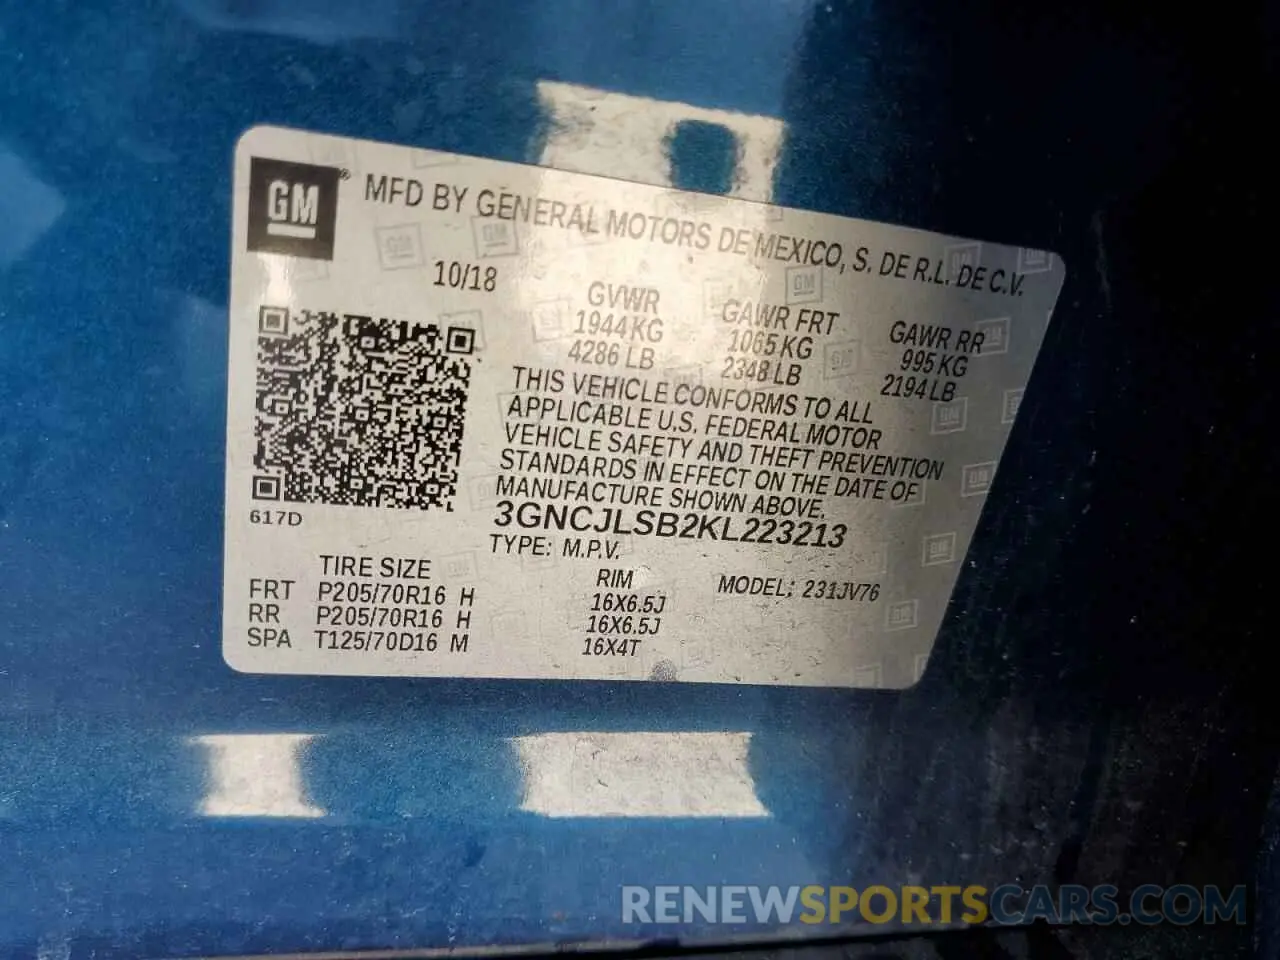 GM ® MFD BY GENERAL MOTORS DE MEXICO, S. DE R.L. DE C.V.
10/18
GVWR GAWR FRT GAWR RR
1944 KG 1065 KG 995 KG
4286 LB 2348 LB 2194 LB
THIS VEHICLE CONFORMS TO ALL
APPLICABLE U.S. FEDERAL MOTOR
VEHICLE SAFETY AND THEFT PREVENTION
STANDARDS IN EFFECT ON THE DATE OF
MANUFACTURE SHOWN ABOVE.
617D
3GNCJLSB2KL223213
TYPE: M.P.V.
TIRE SIZE RIM MODEL: 231JV76
FRT P205/70R16 H 16X6.5J
RR P205/70R16 H 16X6.5J
SPA T125/70D16 M 16X4T
RENEWSPORTSCARS.COM